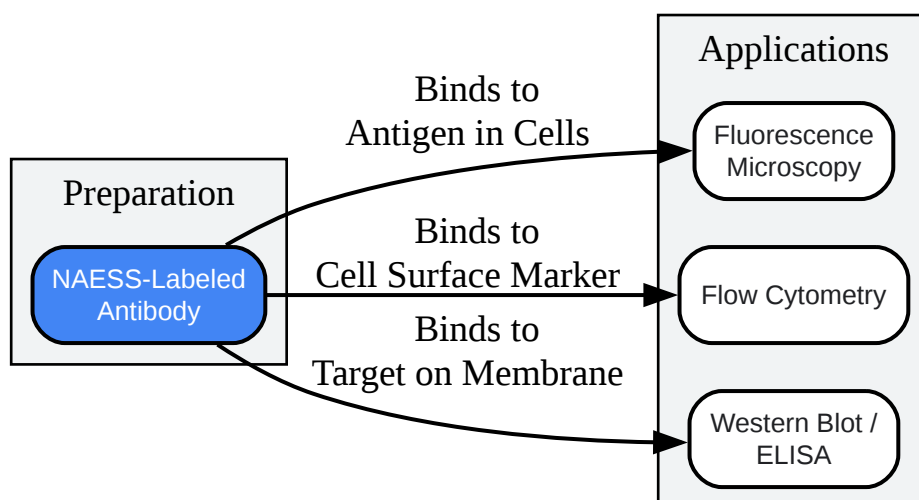 Preparation
NAESS-Labeled
Antibody
Binds to
Antigen in Cells
Binds to
Cell Surface Marker
Binds to
Target on Membrane
Applications
Fluorescence
Microscopy
Flow Cytometry
Western Blot /
ELISA